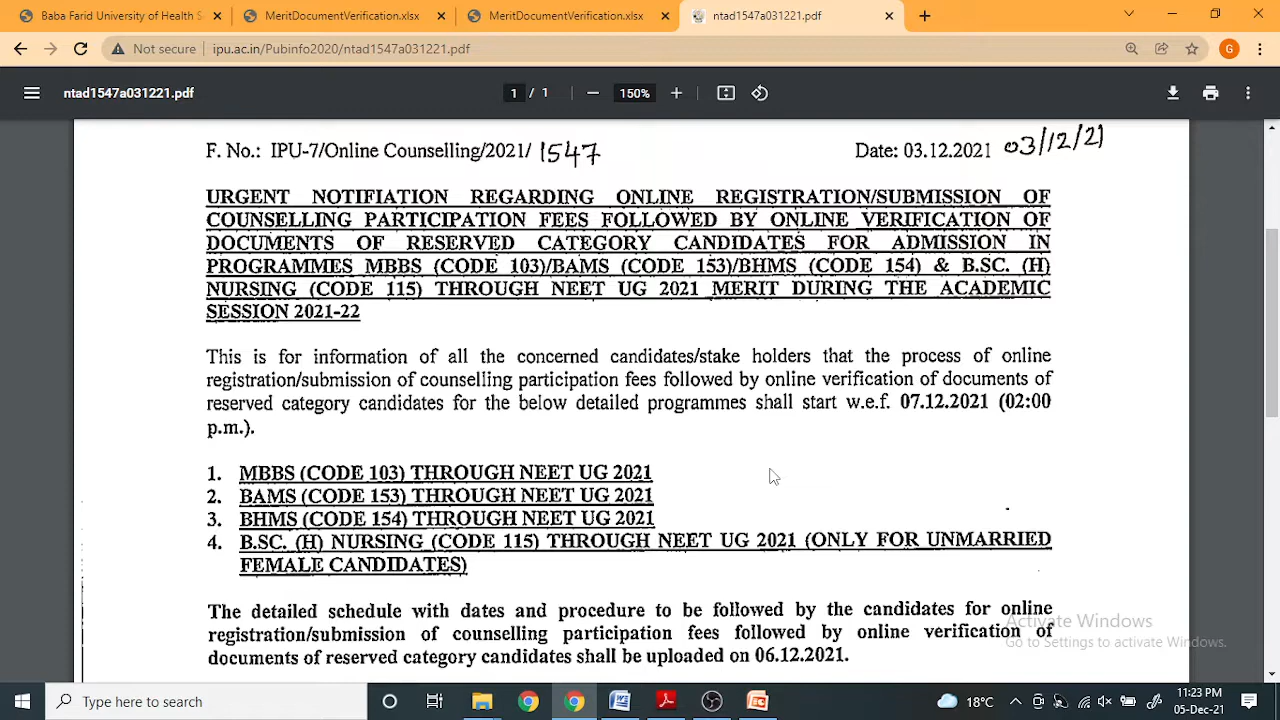 Baba Farid University of Health S
MeritDocumentVerification.xlsx
MeritDocumentVerification.xlsx
ntad1547a031221.pdf
Not secure
ipu.ac.in/Pubinfo2020/ntad1547a031221.pdf
G
ntad1547a031221.pdf
1 / 1
150%
F. No.: IPU-7/Online Counselling/2021/ 1547
Date: 03.12.2021 03/12/21
URGENT NOTIFIATION REGARDING ONLINE REGISTRATION/SUBMISSION OF
COUNSELLING PARTICIPATION FEES FOLLOWED BY ONLINE VERIFICATION OF
DOCUMENTS OF RESERVED CATEGORY CANDIDATES FOR ADMISSION IN
PROGRAMMES MBBS (CODE 103)/BAMS (CODE 153)/BHMS (CODE 154) & B.SC. (H)
NURSING (CODE 115) THROUGH NEET UG 2021 MERIT DURING THE ACADEMIC
SESSION 2021-22
This is for information of all the concerned candidates/stake holders that the process of online
registration/submission of counselling participation fees followed by online verification of documents of
reserved category candidates for the below detailed programmes shall start w.e.f. 07.12.2021 (02:00
p.m.).
1. MBBS (CODE 103) THROUGH NEET UG 2021
2. BAMS (CODE 153) THROUGH NEET UG 2021
3. BHMS (CODE 154) THROUGH NEET UG 2021
4. B.SC. (H) NURSING (CODE 115) THROUGH NEET UG 2021 (ONLY FOR UNMARRIED
FEMALE CANDIDATES)
The detailed schedule with dates and procedure to be followed by the candidates for online
registration/submission of counselling participation fees followed by online verification of
documents of reserved category candidates shall be uploaded on 06.12.2021.
Activate Windows
Go to Settings to activate Windows.
Type here to search
18°C
11:23 PM
05-Dec-21